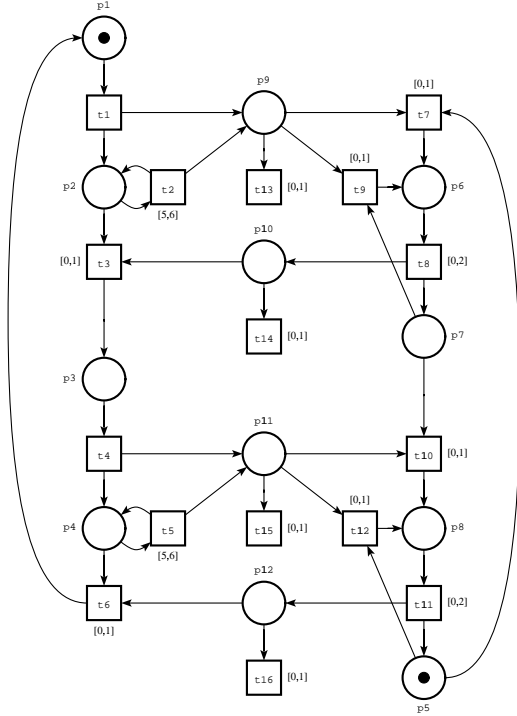 p1
p9
[0,1]
t1
t7
p2
t2
t13
[0,1]
[0,1]
t9
p6
[5,6]
p10
[0,1]
t3
t8
[0,2]
t14
[0,1]
p7
p3
p11
t4
t10
[0,1]
p4
t5
t15
[0,1]
[0,1]
t12
p8
[5,6]
p12
t6
t11
[0,2]
[0,1]
t16
[0,1]
p5